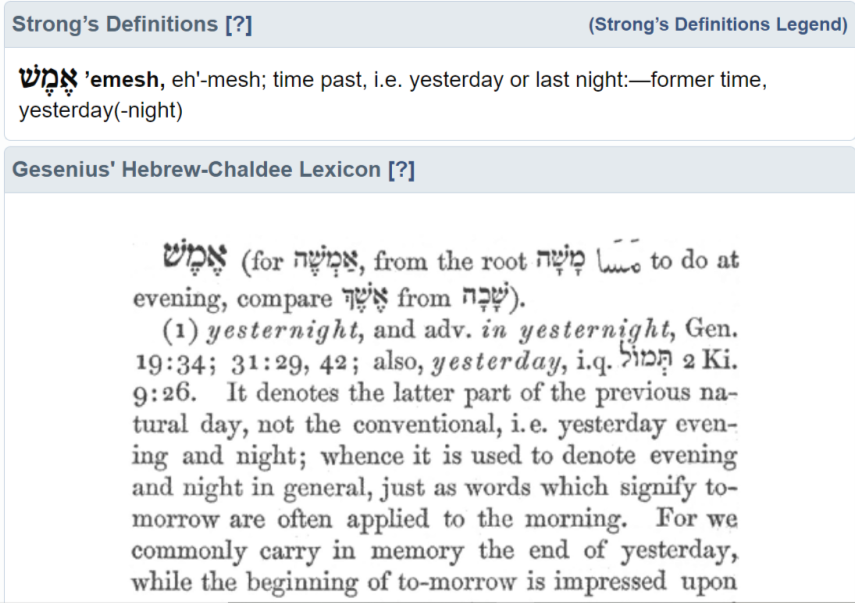 Strong’s Definitions [?] (Strong’s Definitions Legend)
אֶמֶשׁ ’emesh, eh'-mesh; time past, i.e. yesterday or last night:—former time,
yesterday(-night)
Gesenius' Hebrew-Chaldee Lexicon [?]
אֶמֶשׁ (for אַמְשֶׁה, from the root מָשָׁה مسا to do at
evening, compare אֶשֶׁךְ from שָׁכָה).
(1) yesternight, and adv. in yesternight, Gen.
19:34; 31:29, 42; also, yesterday, i.q. תְּמוֹל 2 Ki.
9:26. It denotes the latter part of the previous na-
tural day, not the conventional, i.e. yesterday even-
ing and night; whence it is used to denote evening
and night in general, just as words which signify to-
morrow are often applied to the morning. For we
commonly carry in memory the end of yesterday,
while the beginning of to-morrow is impressed upon